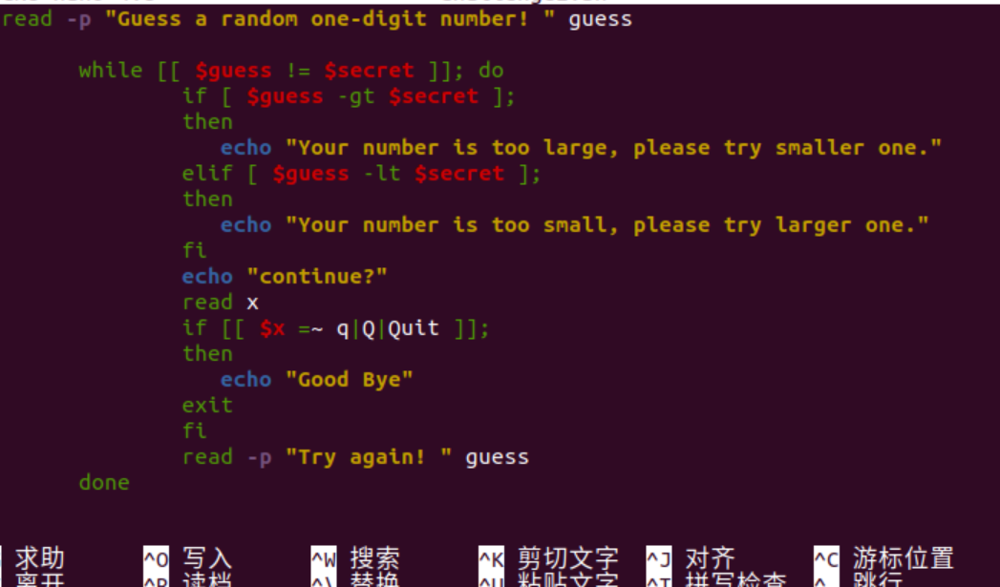 read -p "Guess a random one-digit number! " guess
while [[ $guess != $secret ]]; do
if [ $guess -gt $secret ];
then
echo "Your number is too large, please try smaller one."
elif [ $guess -lt $secret ];
then
echo "Your number is too small, please try larger one."
fi
echo "continue?"
read x
if [[ $x =~ q|Q|Quit ]];
then
echo "Good Bye"
exit
fi
read -p "Try again! " guess
done
求助 ^O 写入 ^W 搜索 ^K 剪切文字 ^J 对齐 ^C 游标位置
离开 ^R 读档 ^\ 替换 ^U 粘贴文字 ^T 拼写检查 ^_ 跳行